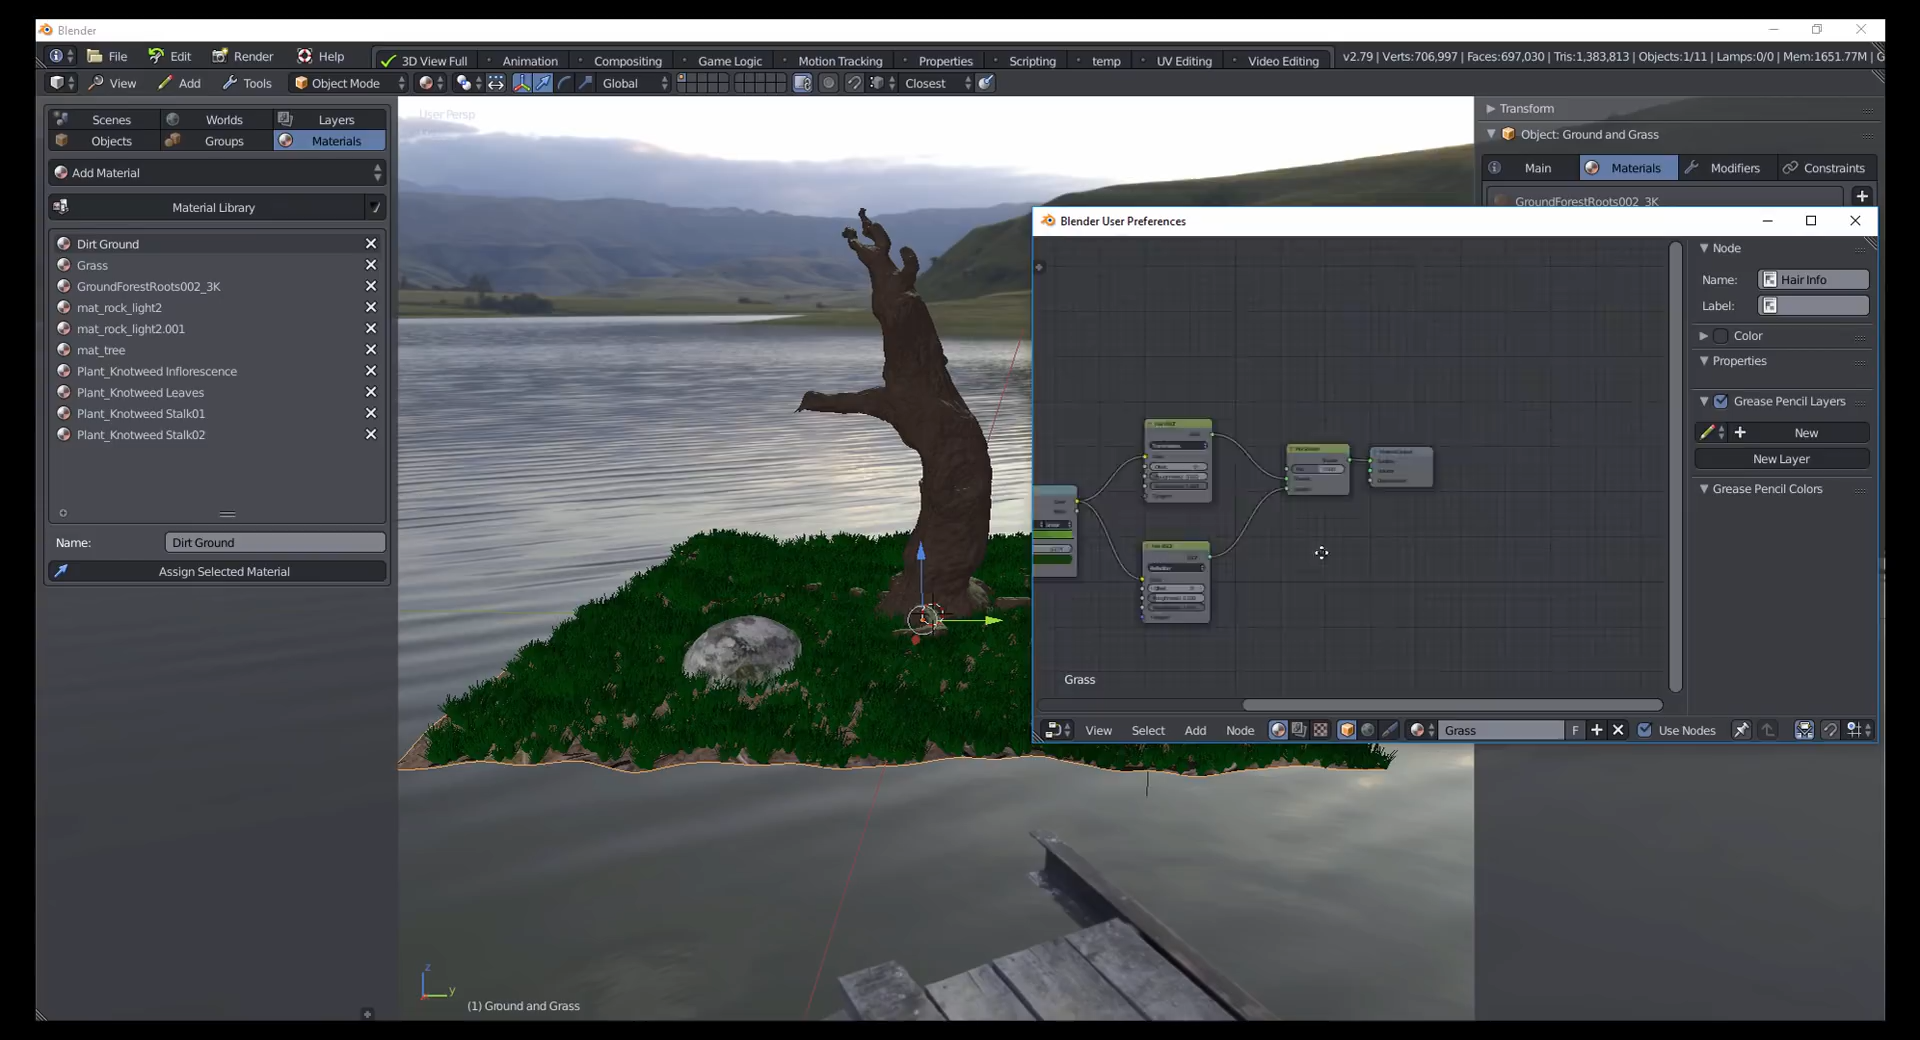 Blender
File Edit Render Help 3D View Full Animation Compositing Game Logic Motion Tracking Properties Scripting temp UV Editing Video Editing v2.79 | Verts:706,997 | Faces:697,030 | Tris:1,383,813 | Objects:1/11 | Lamps:0/0 | Mem:1651.77M | G
View Add Tools Object Mode Global Closest
User Persp
Scenes Worlds Layers
Objects Groups Materials
Add Material
Material Library
Dirt Ground
Grass
GroundForestRoots002_3K
mat_rock_light2
mat_rock_light2.001
mat_tree
Plant_Knotweed Inflorescence
Plant_Knotweed Leaves
Plant_Knotweed Stalk01
Plant_Knotweed Stalk02
Name: Dirt Ground
Assign Selected Material
z
y
(1) Ground and Grass
Transform
Object: Ground and Grass
Main Materials Modifiers Constraints
GroundForestRoots002_3K
Blender User Preferences
Node
Name: Hair Info
Label:
Color
Properties
Grease Pencil Layers
New
New Layer
Grease Pencil Colors
Grass
View Select Add Node Grass F Use Nodes